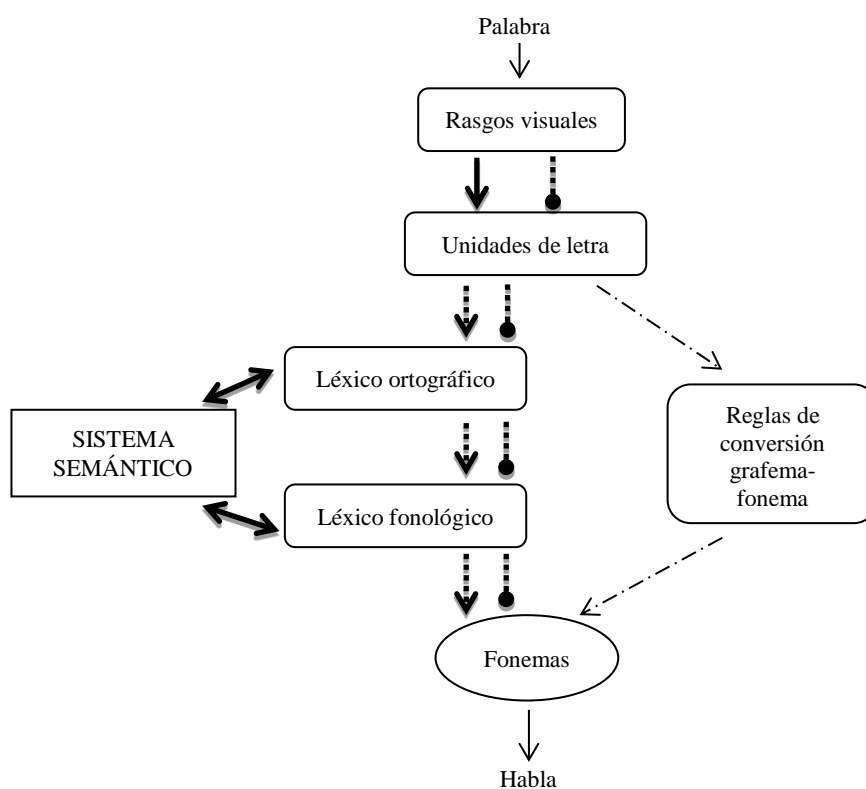 Palabra
Rasgos visuales
Unidades de letra
Léxico ortográfico
SISTEMA
SEMÁNTICO
Reglas de
conversión
grafema-
fonema
Léxico fonológico
Fonemas
Habla